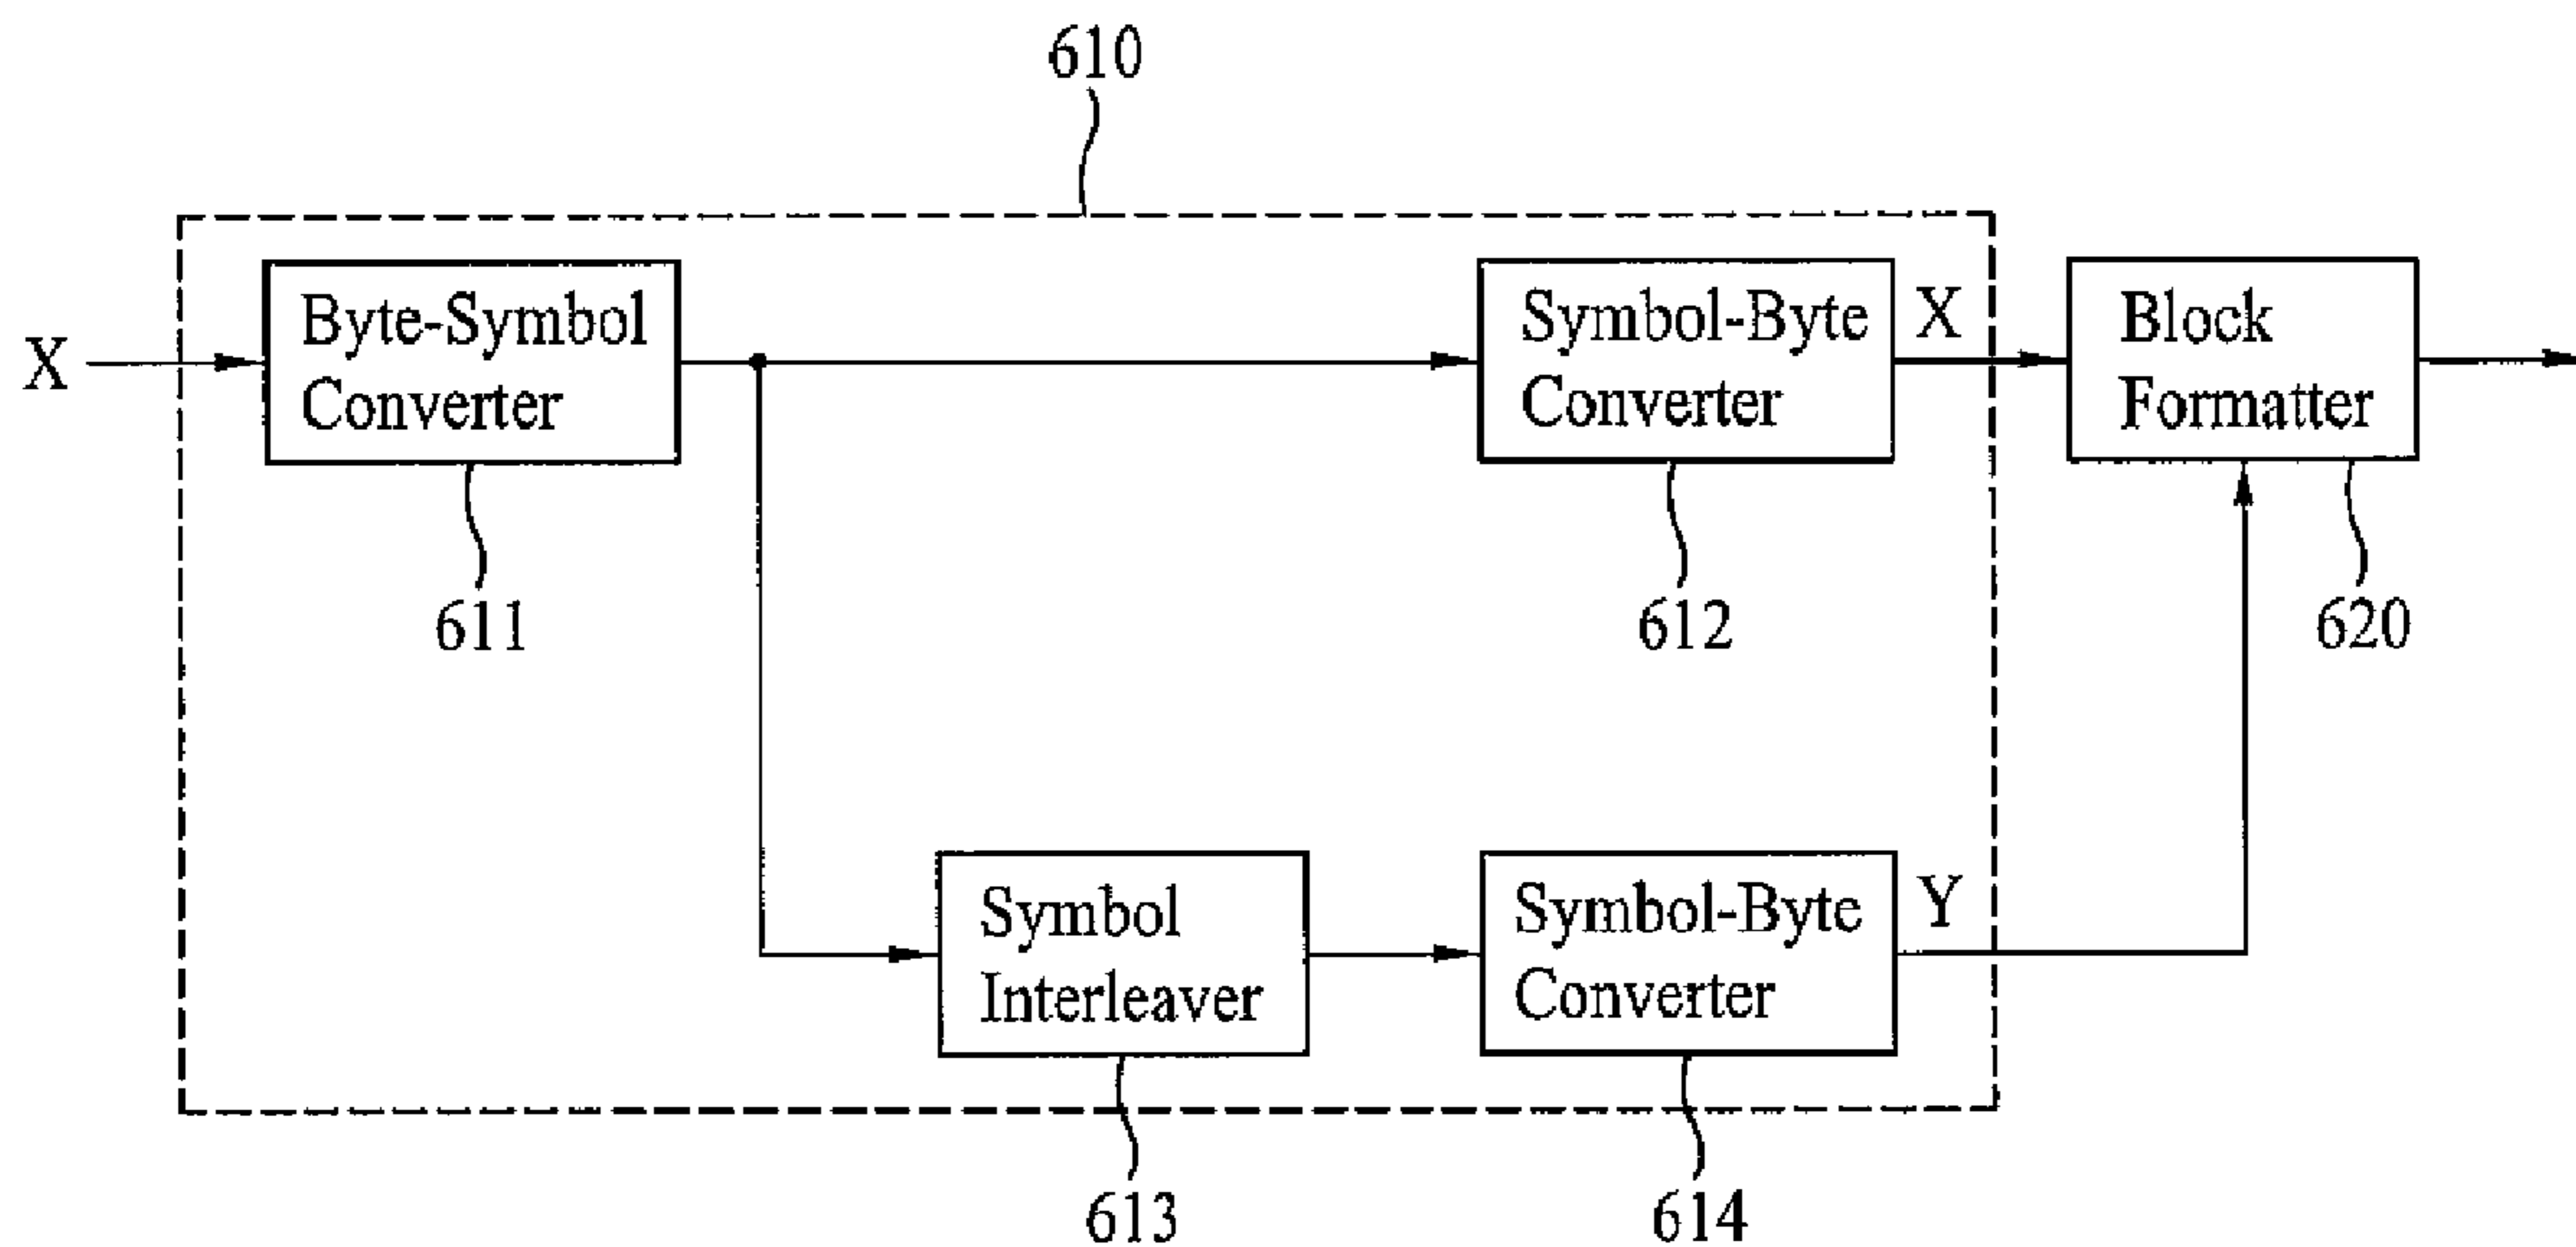 610
X
Byte-Symbol
Converter
611
Symbol-Byte
Converter
612
X
Block
Formatter
620
Symbol
Interleaver
613
Symbol-Byte
Converter
614
Y